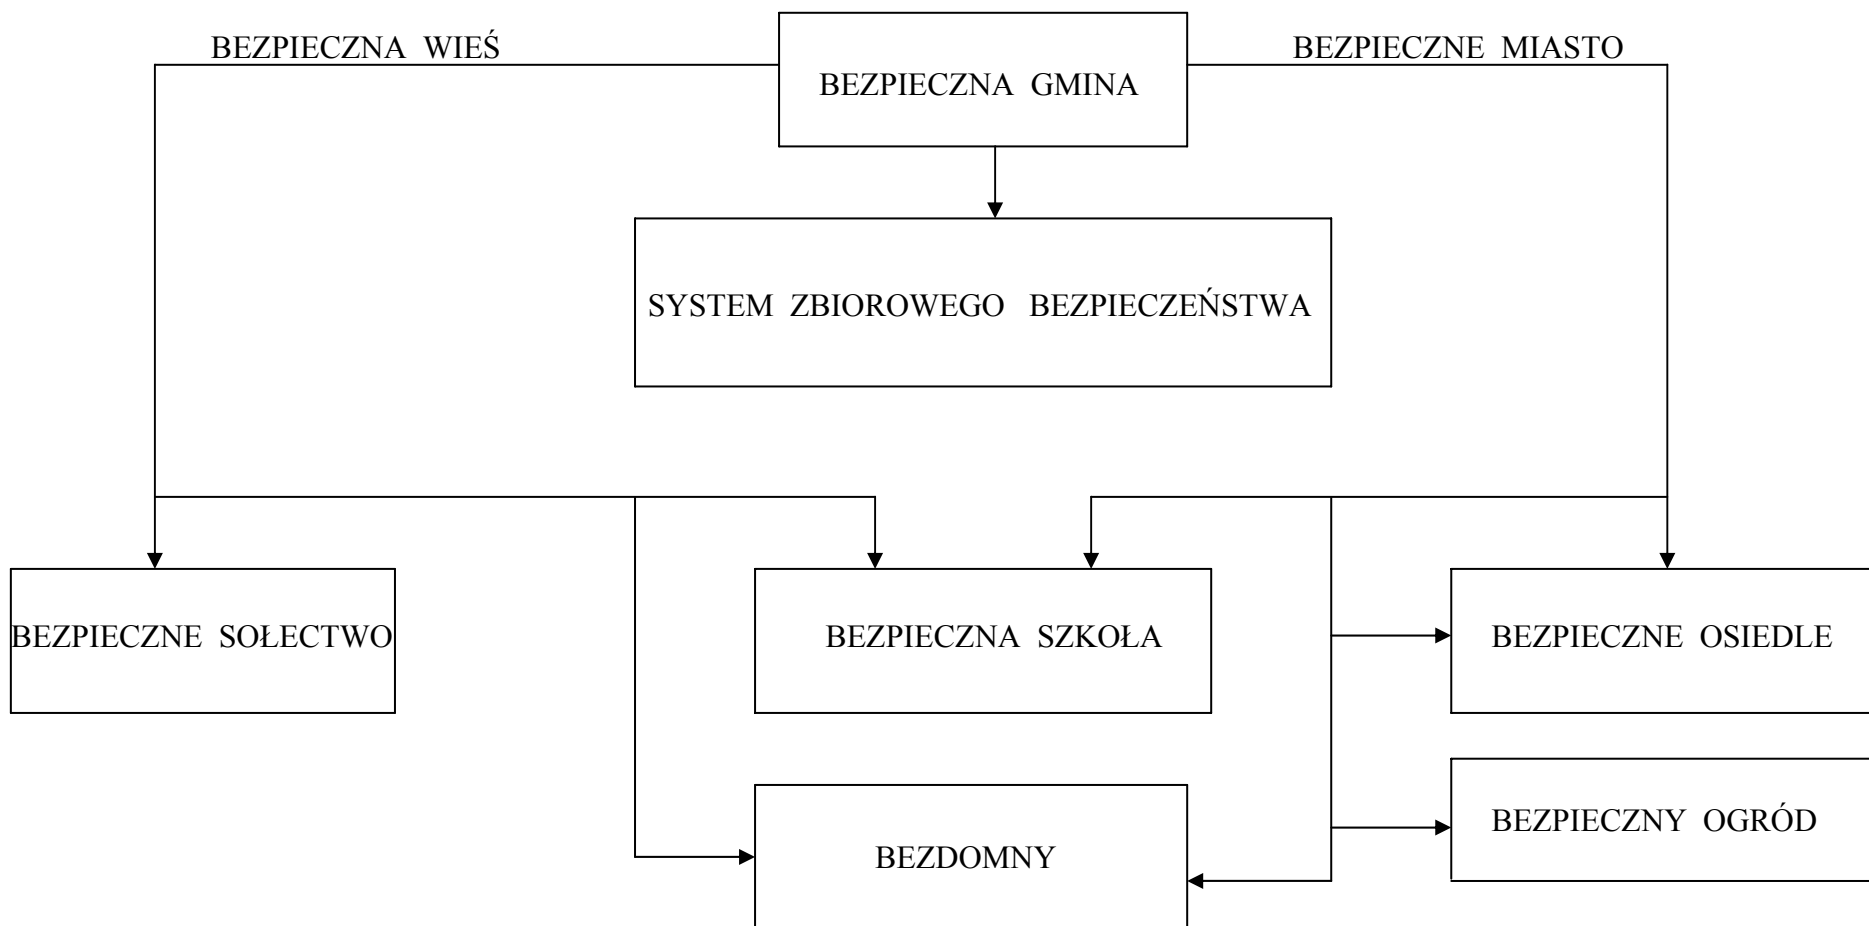 BEZPIECZNA WIEŚ
BEZPIECZNE MIASTO
BEZPIECZNA GMINA
SYSTEM ZBIOROWEGO BEZPIECZEŃSTWA
BEZPIECZNE SOŁECTWO
BEZPIECZNA SZKOŁA
BEZPIECZNE OSIEDLE
BEZPIECZNY OGRÓD
BEZDOMNY